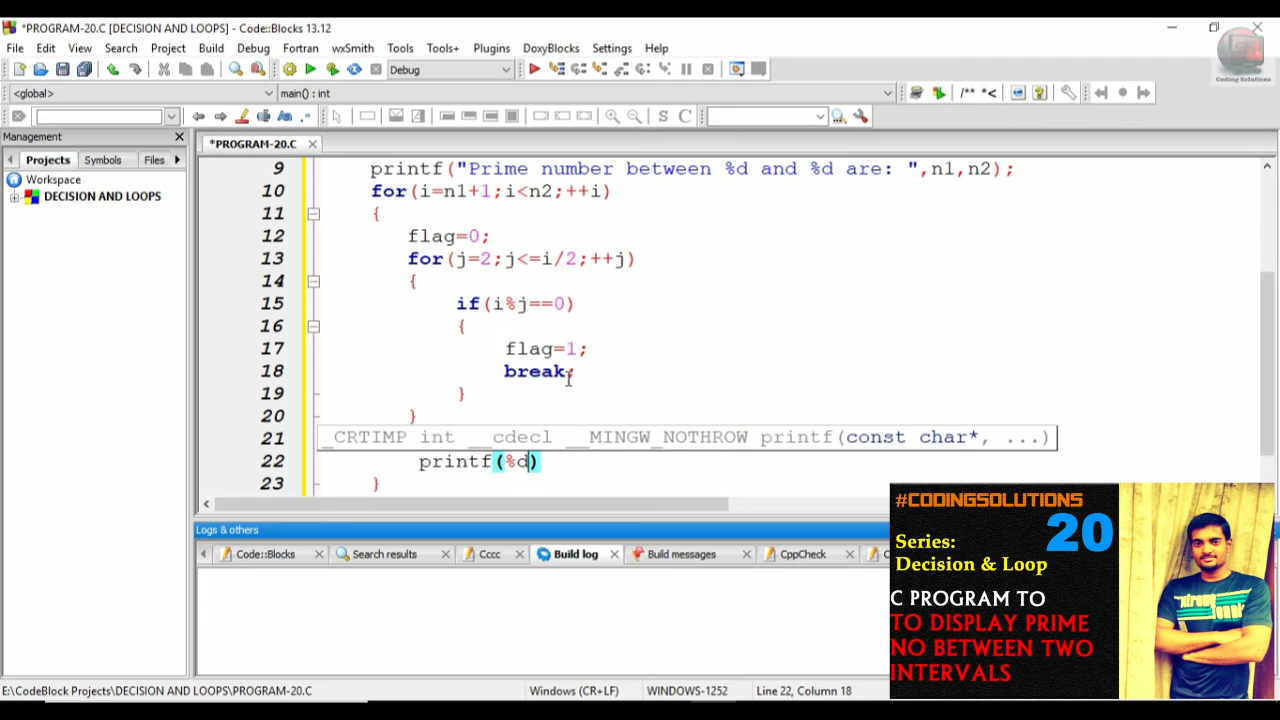 *PROGRAM-20.C [DECISION AND LOOPS] - Code::Blocks 13.12
File Edit View Search Project Build Debug Fortran wxSmith Tools Tools+ Plugins DoxyBlocks Settings Help
Coding Solutions
Debug
<global> main() : int
/** *<
S C
Management
*PROGRAM-20.C
Projects Symbols Files
Workspace
DECISION AND LOOPS
9 printf("Prime number between %d and %d are: ",n1,n2);
10 for(i=n1+1;i<n2;++i)
11 {
12 flag=0;
13 for(j=2;j<=i/2;++j)
14 {
15 if(i%j==0)
16 {
17 flag=1;
18 break;
19 }
20 }
21 _CRTIMP int __cdecl __MINGW_NOTHROW printf(const char*, ...)
22 printf(%d)
23 }
Logs & others
Code::Blocks Search results Cccc Build log Build messages CppCheck
#CODINGSOLUTIONS
20
Series:
Decision & Loop
C PROGRAM TO
TO DISPLAY PRIME
NO BETWEEN TWO
INTERVALS
E:\CodeBlock Projects\DECISION AND LOOPS\PROGRAM-20.C Windows (CR+LF) WINDOWS-1252 Line 22, Column 18